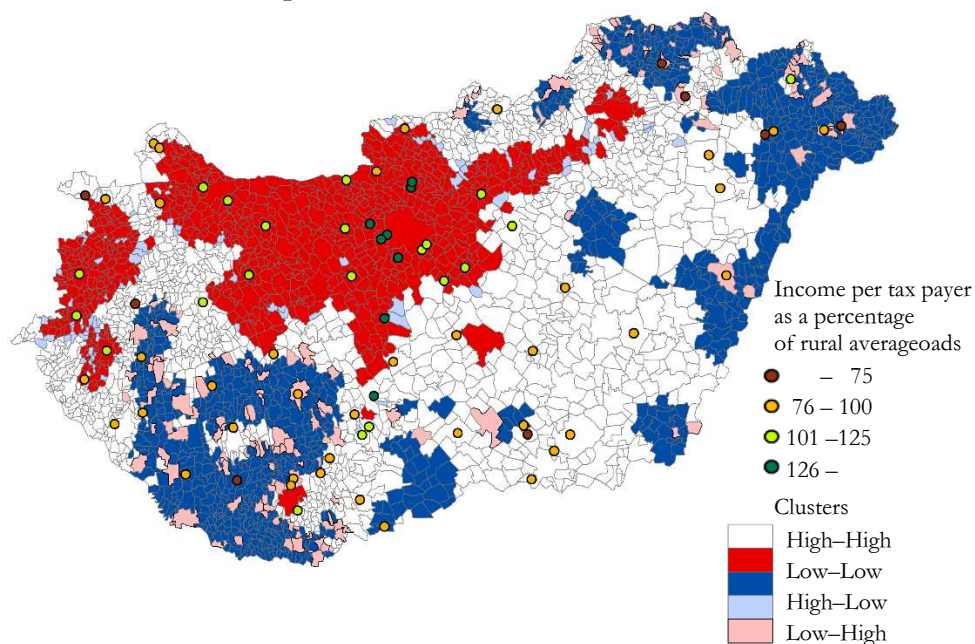 Income per tax payer
as a percentage
of rural averageoads
– 75
76 – 100
101 –125
126 –
Clusters
High–High
Low–Low
High–Low
Low–High